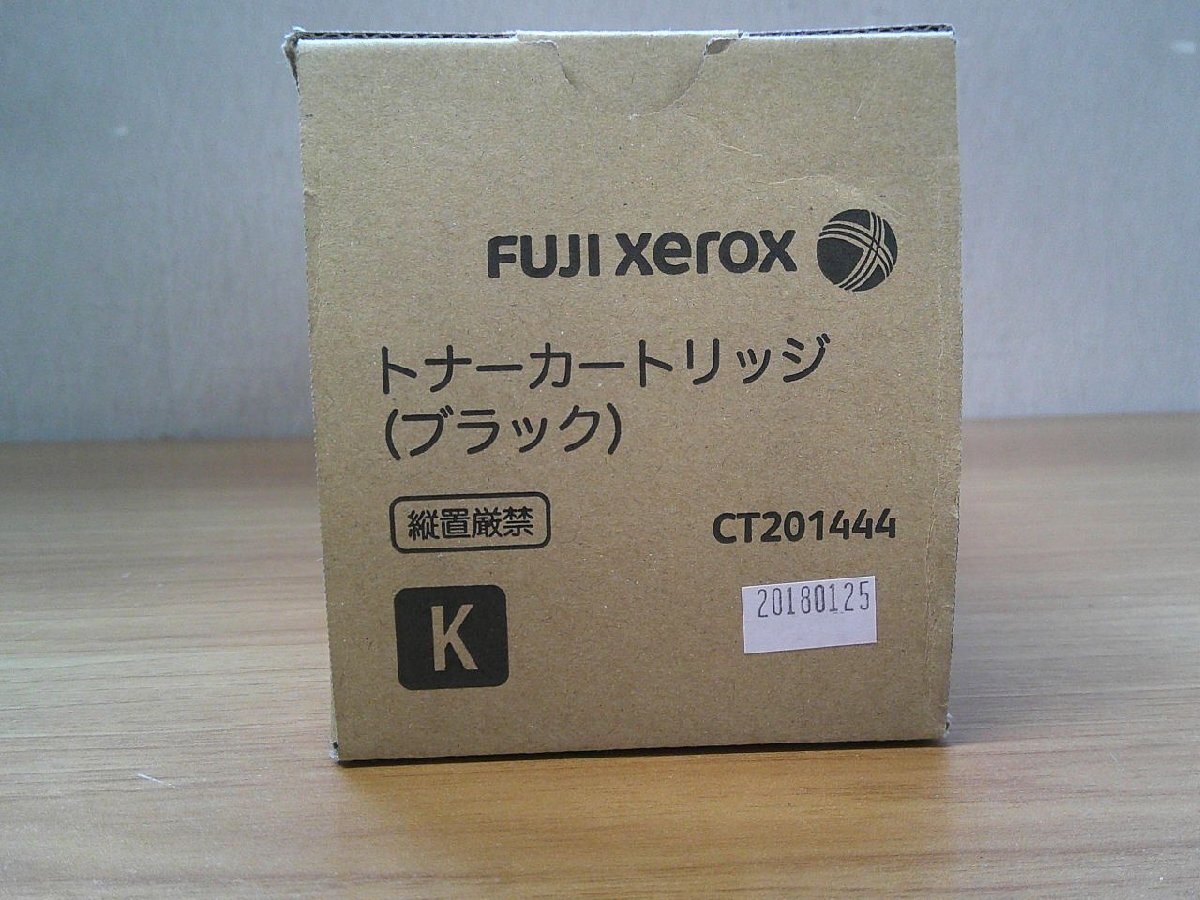 FUJI xerox
トナーカートリッジ
(ブラック)
縦置厳禁
CT201444
K
20180125